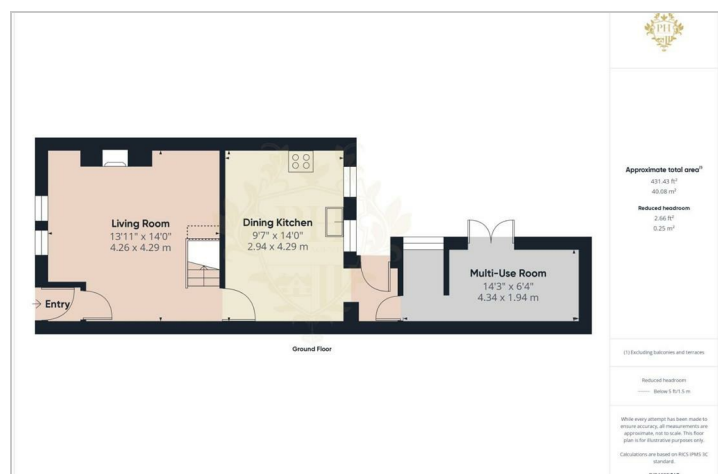 PH
Living Room
13'11" x 14'0"
4.26 x 4.29 m
Dining Kitchen
9'7" x 14'0"
2.94 x 4.29 m
Multi-Use Room
14'3" x 6'4"
4.34 x 1.94 m
Entry
Ground Floor
Approximate total area⁽¹⁾
431.43 ft²
40.08 m²
Reduced headroom
2.66 ft²
0.25 m²
(1) Excluding balconies and terraces
Reduced headroom
Below 5 ft/1.5 m
While every attempt has been made to
ensure accuracy, all measurements are
approximate, not to scale. This floor
plan is for illustrative purposes only.
Calculations are based on RICS IPMS 3C
standard.